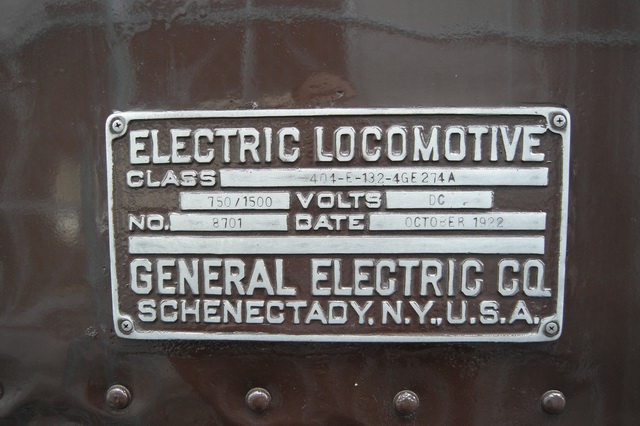 ELECTRIC LOCOMOTIVE
CLASS 404-E-132-4GE274A
750/1500 VOLTS DC
NO. 8701 DATE OCTOBER 1922
GENERAL ELECTRIC CO.
SCHENECTADY, N.Y., U.S.A.